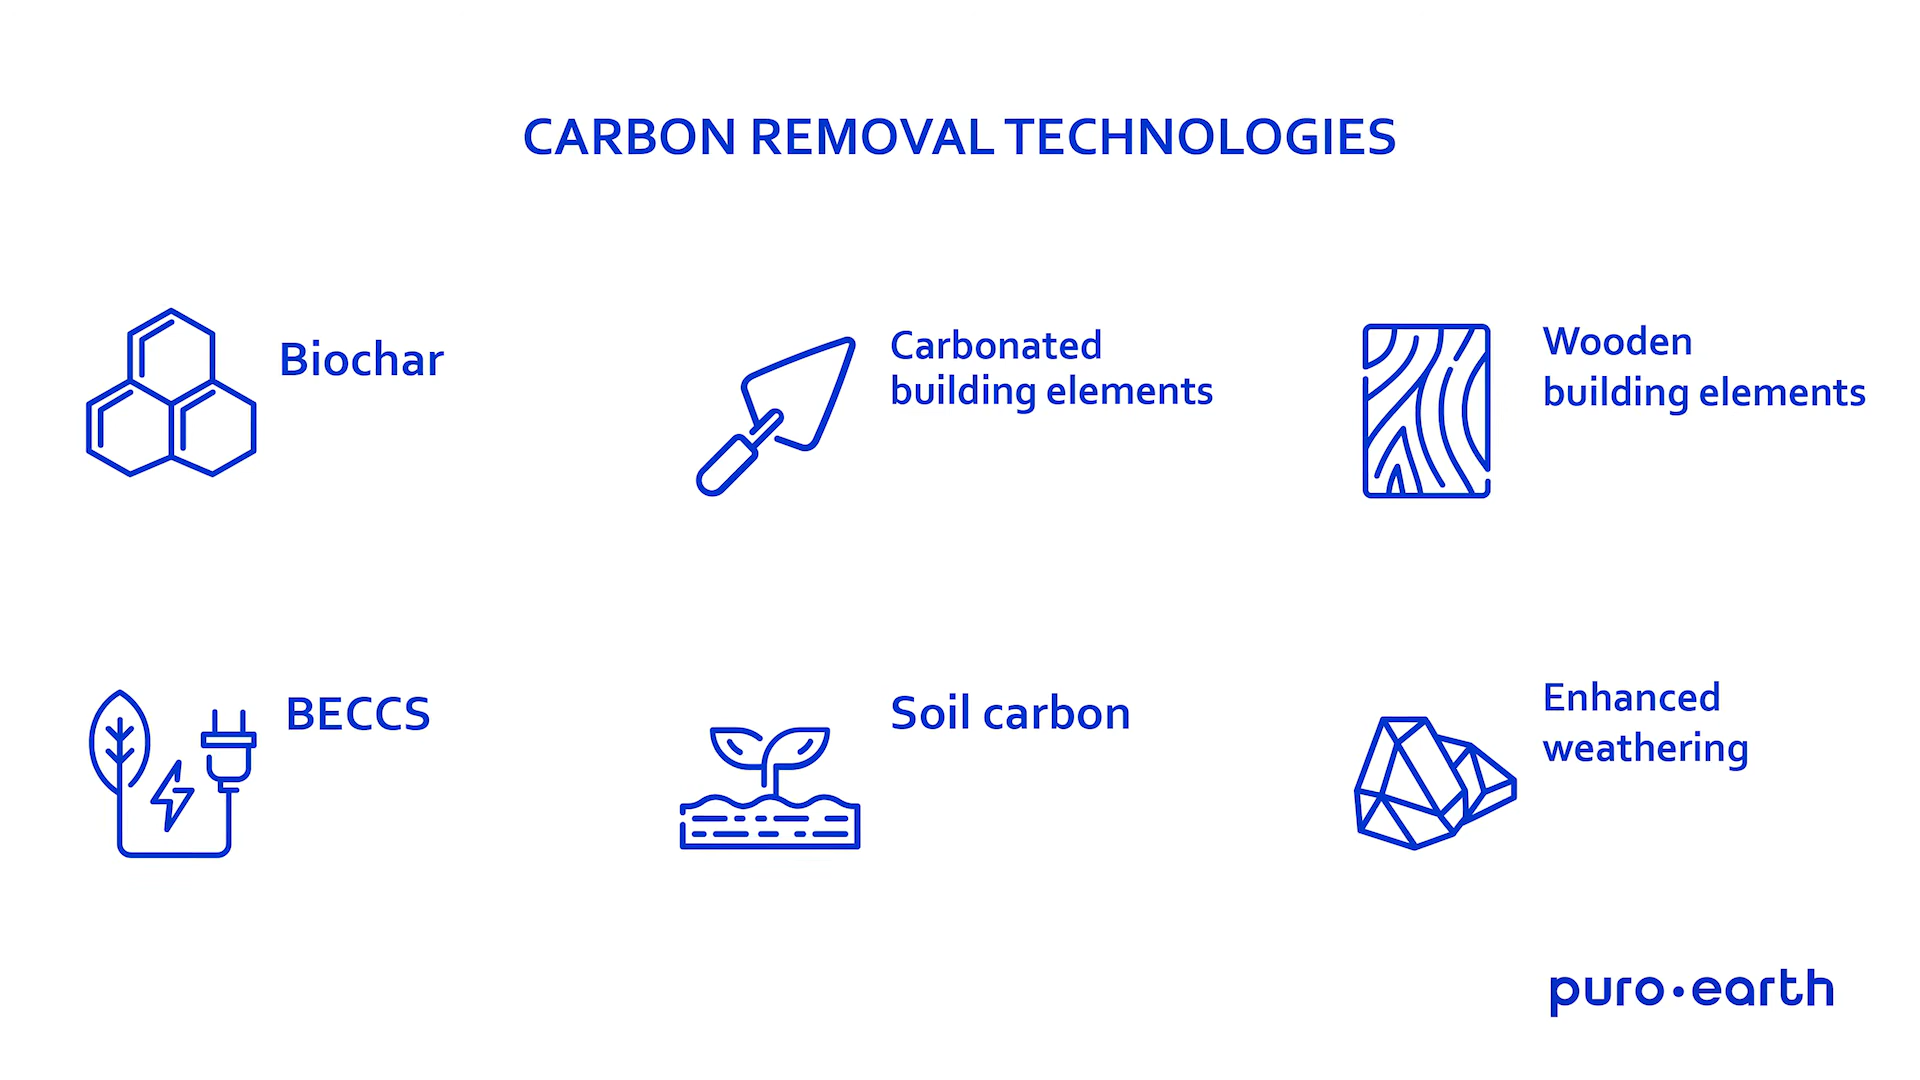 CARBON REMOVAL TECHNOLOGIES
Biochar
Carbonated
building elements
Wooden
building elements
BECCS
Soil carbon
Enhanced
weathering
puro·earth